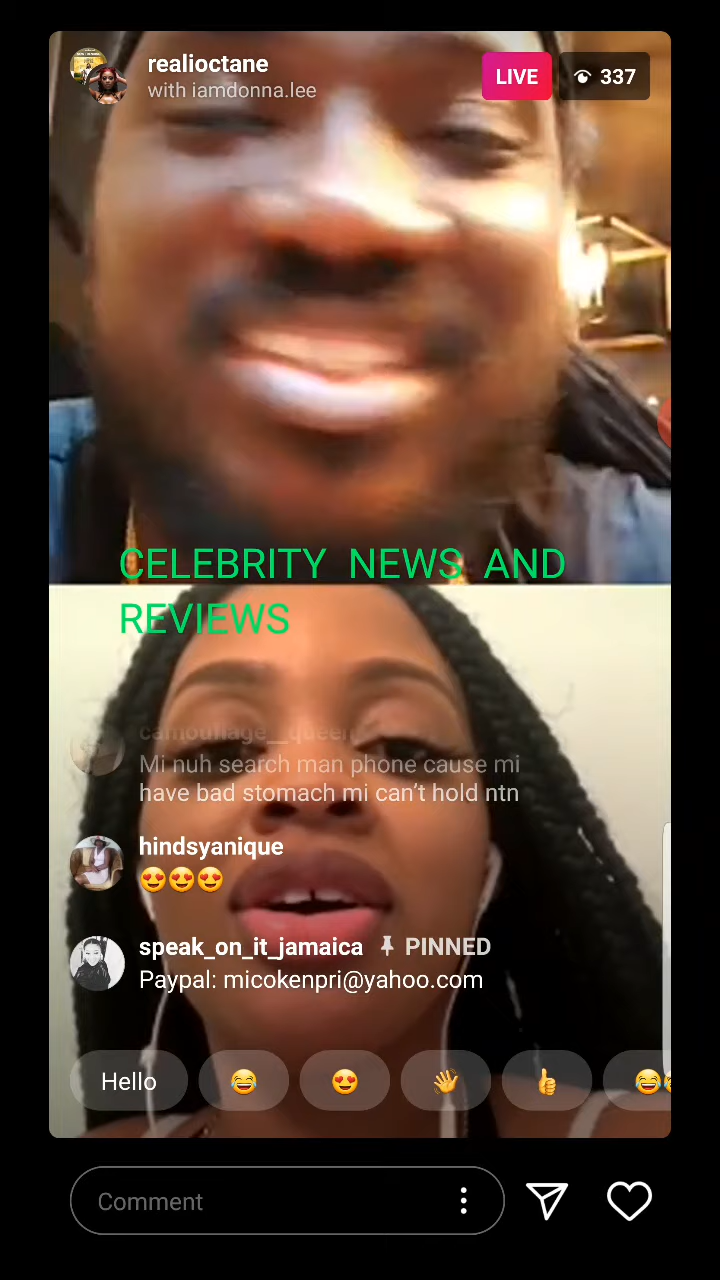 realioctane
with iamdonna.lee
LIVE
337
CELEBRITY NEWS AND
REVIEWS
camouflage__queen
Mi nuh search man phone cause mi
have bad stomach mi can't hold ntn
hindsyanique
😍😍😍
speak_on_it_jamaica PINNED
Paypal: micokenpri@yahoo.com
Hello 😂 😍 👋 👍 😂
Comment